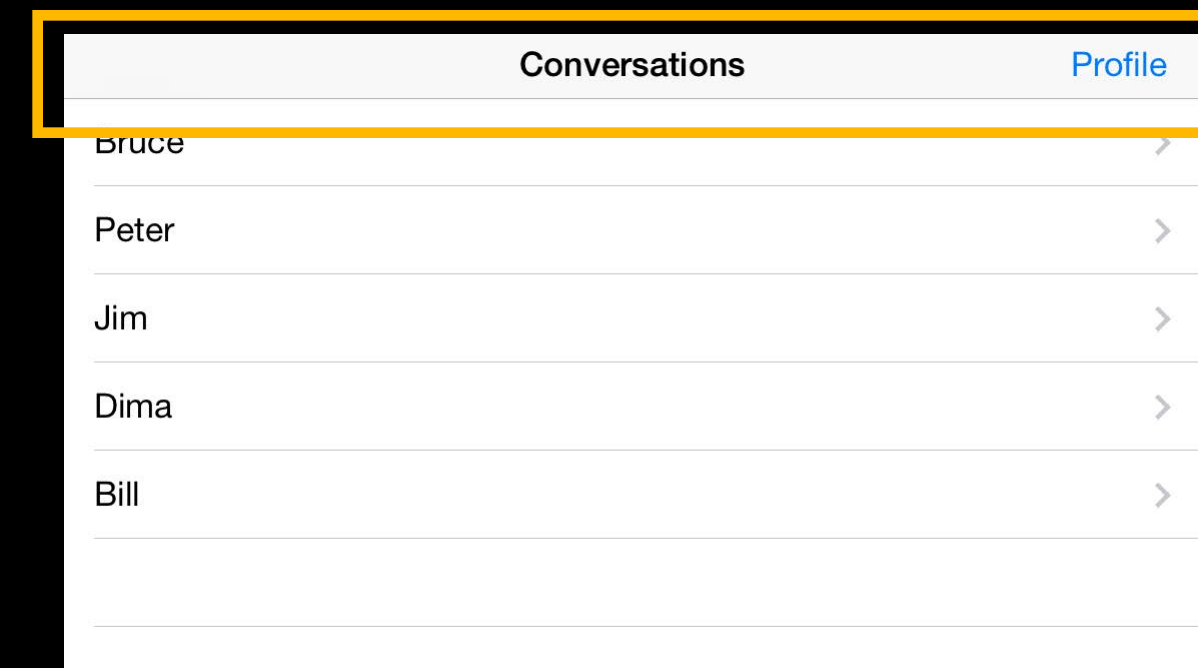 Conversations Profile
Bruce
Peter
Jim
Dima
Bill